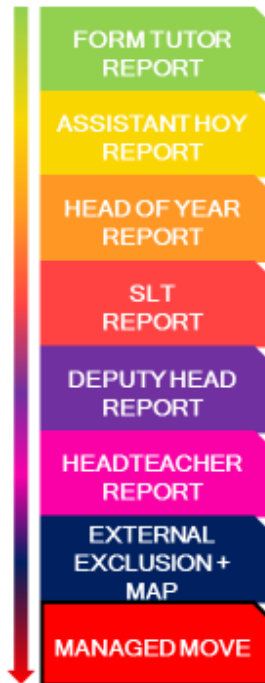 FORM TUTOR
REPORT
ASSISTANT HOY
REPORT
HEAD OF YEAR
REPORT
SLT
REPORT
DEPUTY HEAD
REPORT
HEADTEACHER
REPORT
EXTERNAL
EXCLUSION +
MAP
MANAGED MOVE